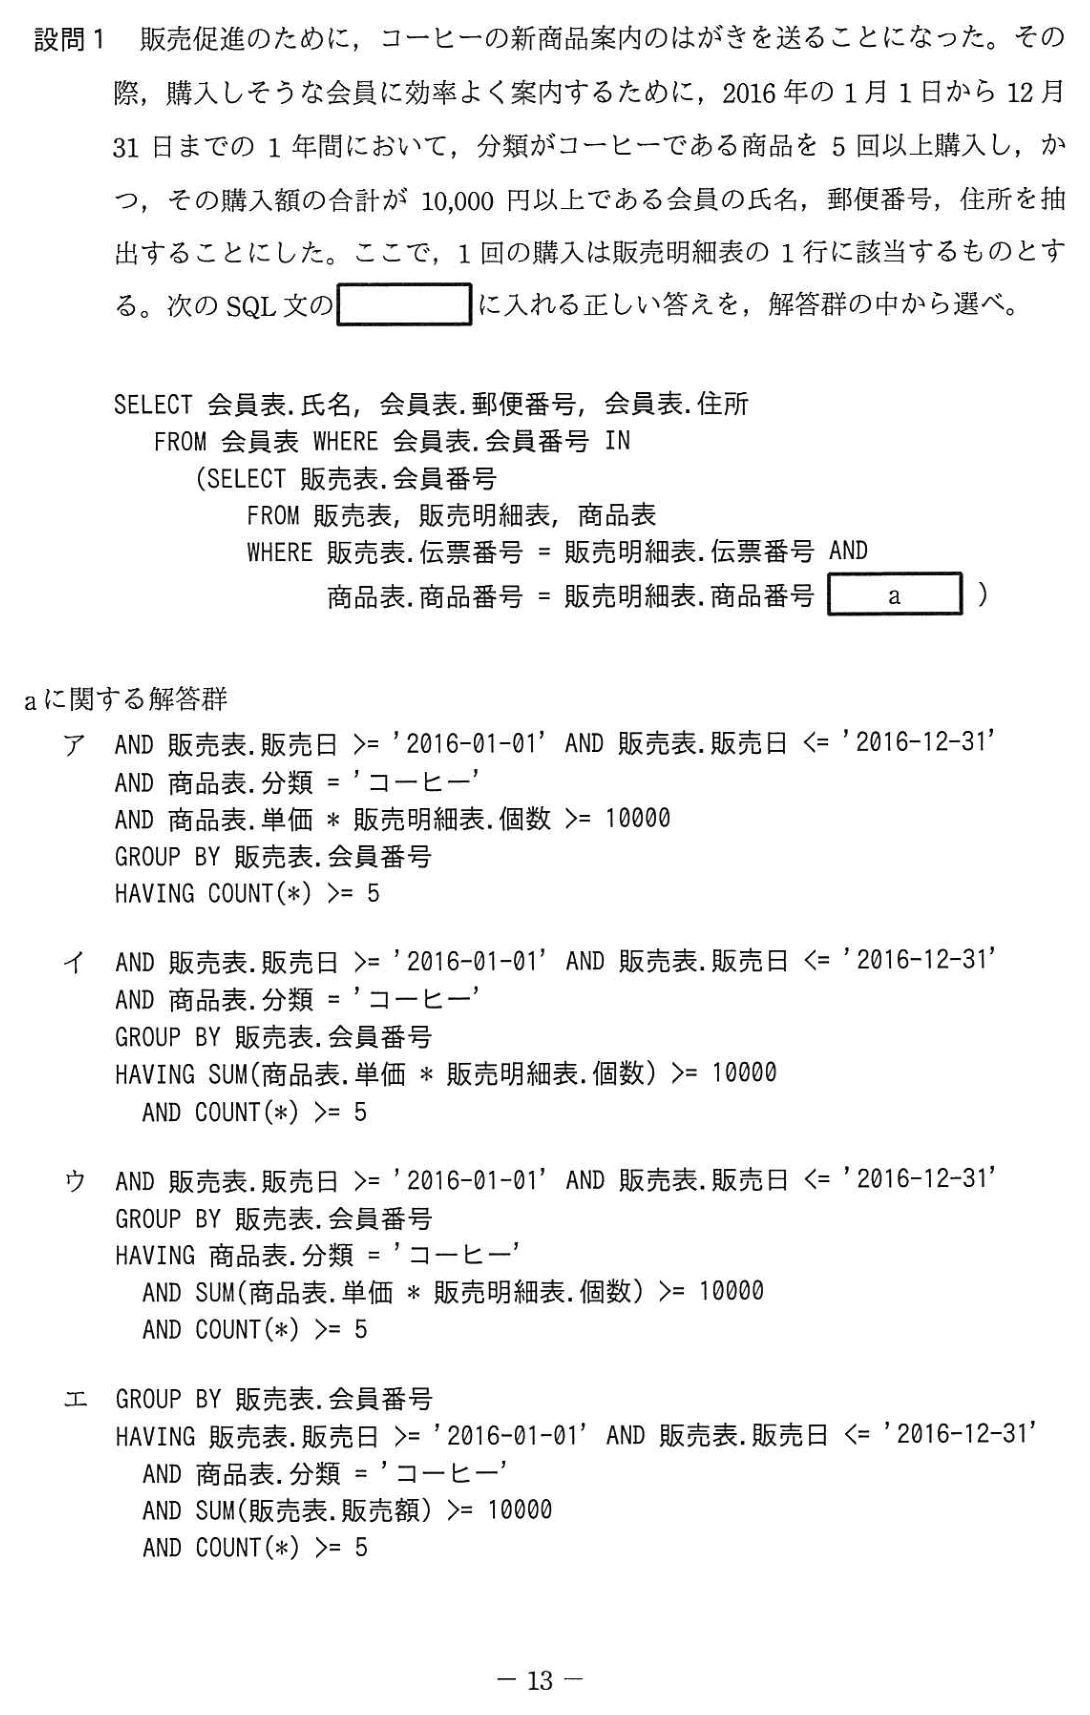 設問1 販売促進のために，コーヒーの新商品案内のはがきを送ることになった。その
際，購入しそうな会員に効率よく案内するために，2016年の1月1日から12月
31日までの1年間において，分類がコーヒーである商品を5回以上購入し，か
つ，その購入額の合計が10,000円以上である会員の氏名，郵便番号，住所を抽
出することにした。ここで，1回の購入は販売明細表の1行に該当するものとす
る。次のSQL文の に入れる正しい答えを，解答群の中から選べ。
SELECT 会員表.氏名, 会員表.郵便番号, 会員表.住所
FROM 会員表 WHERE 会員表.会員番号 IN
(SELECT 販売表.会員番号
FROM 販売表, 販売明細表, 商品表
WHERE 販売表.伝票番号 = 販売明細表.伝票番号 AND
商品表.商品番号 = 販売明細表.商品番号 a )
aに関する解答群
ア AND 販売表.販売日 >= '2016-01-01' AND 販売表.販売日 <= '2016-12-31'
AND 商品表.分類 = 'コーヒー'
AND 商品表.単価 * 販売明細表.個数 >= 10000
GROUP BY 販売表.会員番号
HAVING COUNT(*) >= 5
イ AND 販売表.販売日 >= '2016-01-01' AND 販売表.販売日 <= '2016-12-31'
AND 商品表.分類 = 'コーヒー'
GROUP BY 販売表.会員番号
HAVING SUM(商品表.単価 * 販売明細表.個数) >= 10000
AND COUNT(*) >= 5
ウ AND 販売表.販売日 >= '2016-01-01' AND 販売表.販売日 <= '2016-12-31'
GROUP BY 販売表.会員番号
HAVING 商品表.分類 = 'コーヒー'
AND SUM(商品表.単価 * 販売明細表.個数) >= 10000
AND COUNT(*) >= 5
エ GROUP BY 販売表.会員番号
HAVING 販売表.販売日 >= '2016-01-01' AND 販売表.販売日 <= '2016-12-31'
AND 商品表.分類 = 'コーヒー'
AND SUM(販売表.販売額) >= 10000
AND COUNT(*) >= 5
― 13 ―